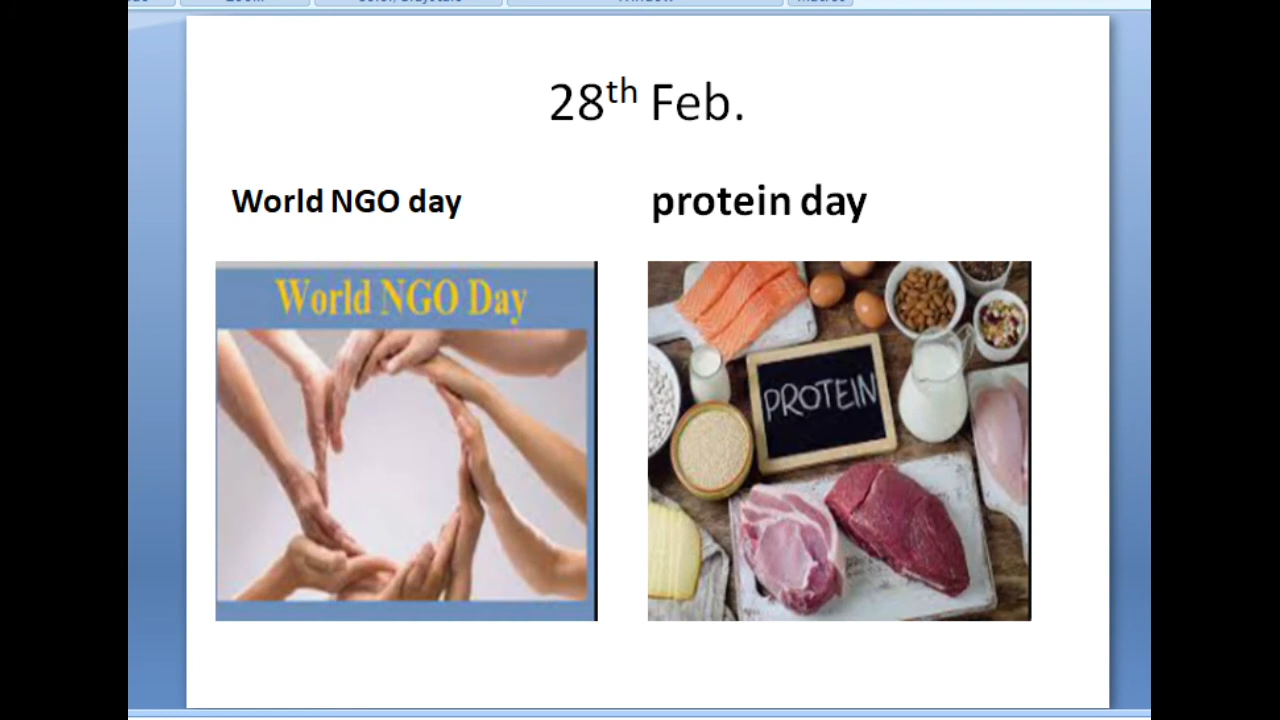 28th Feb.
World NGO day
protein day
World NGO Day
PROTEIN